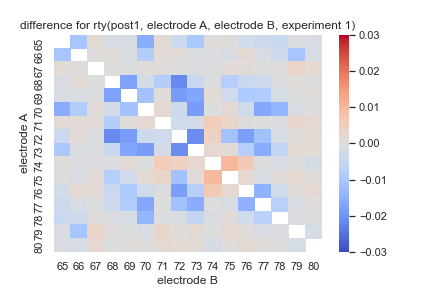 difference for rty(post1, electrode A, electrode B, experiment 1)
electrode A
65 66 67 68 69 70 71 72 73 74 75 76 77 78 79 80
65 66 67 68 69 70 71 72 73 74 75 76 77 78 79 80
electrode B
0.03
0.02
0.01
0.00
−0.01
−0.02
−0.03